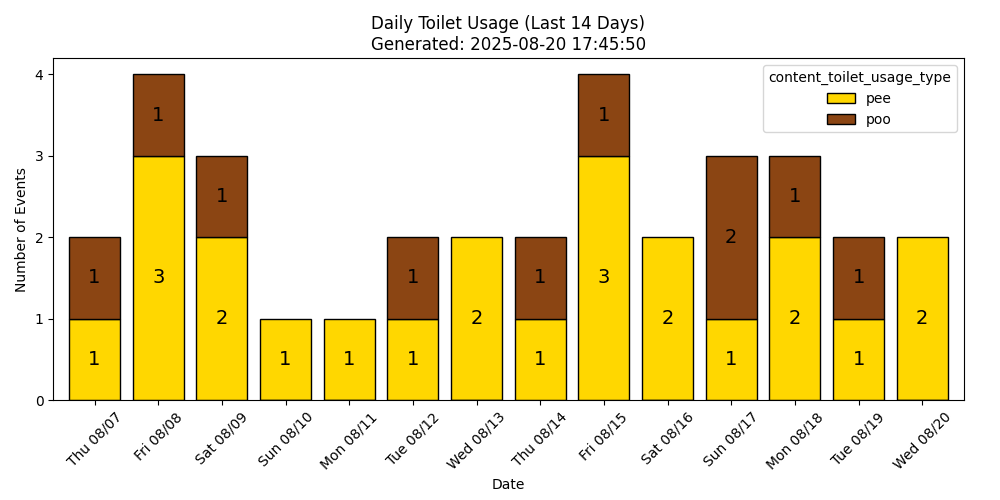 Daily Toilet Usage (Last 14 Days)
Generated: 2025-08-20 17:45:50
content_toilet_usage_type
pee
poo
Number of Events
4
3
2
1
0
1 1 1 1 1 2 1 1
1 3 2 1 1 1 2 1 3 2 1 2 1 2
Thu 08/07
Fri 08/08
Sat 08/09
Sun 08/10
Mon 08/11
Tue 08/12
Wed 08/13
Thu 08/14
Fri 08/15
Sat 08/16
Sun 08/17
Mon 08/18
Tue 08/19
Wed 08/20
Date